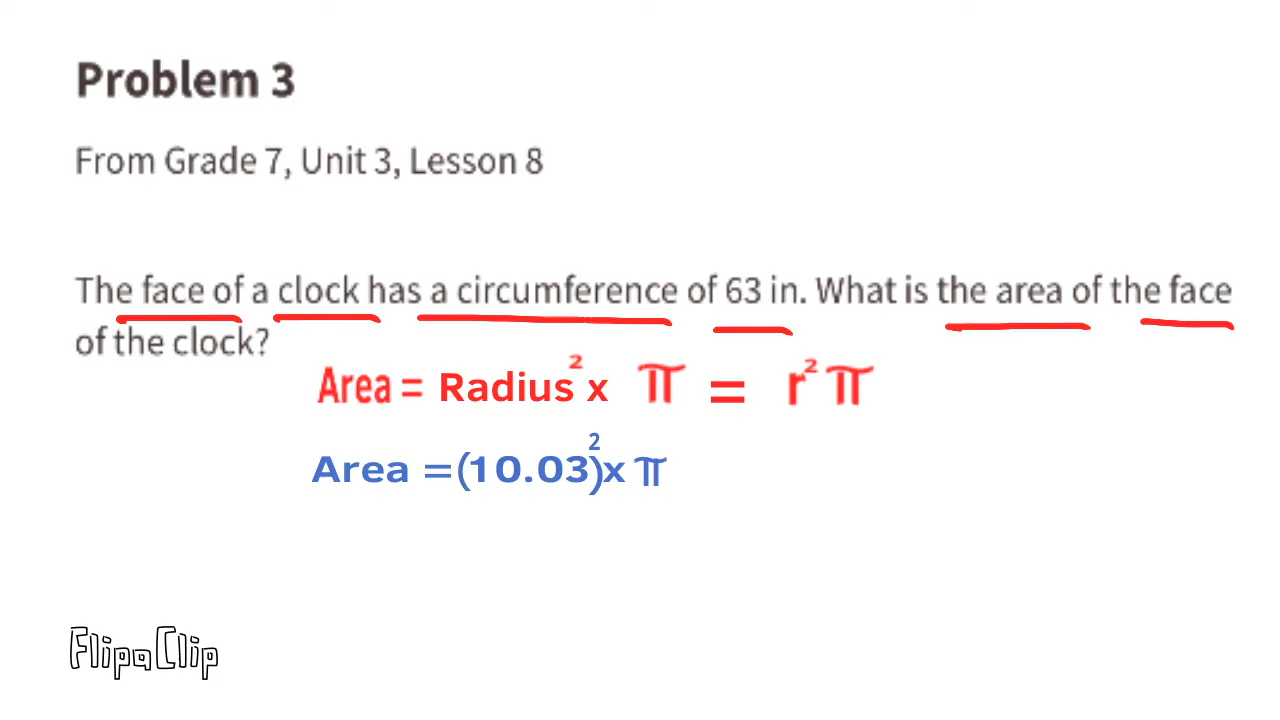 Problem 3
From Grade 7, Unit 3, Lesson 8
The face of a clock has a circumference of 63 in. What is the area of the face
of the clock?
Area = Radius² x π = r² π
Area = (10.03)² x π
FlipaClip